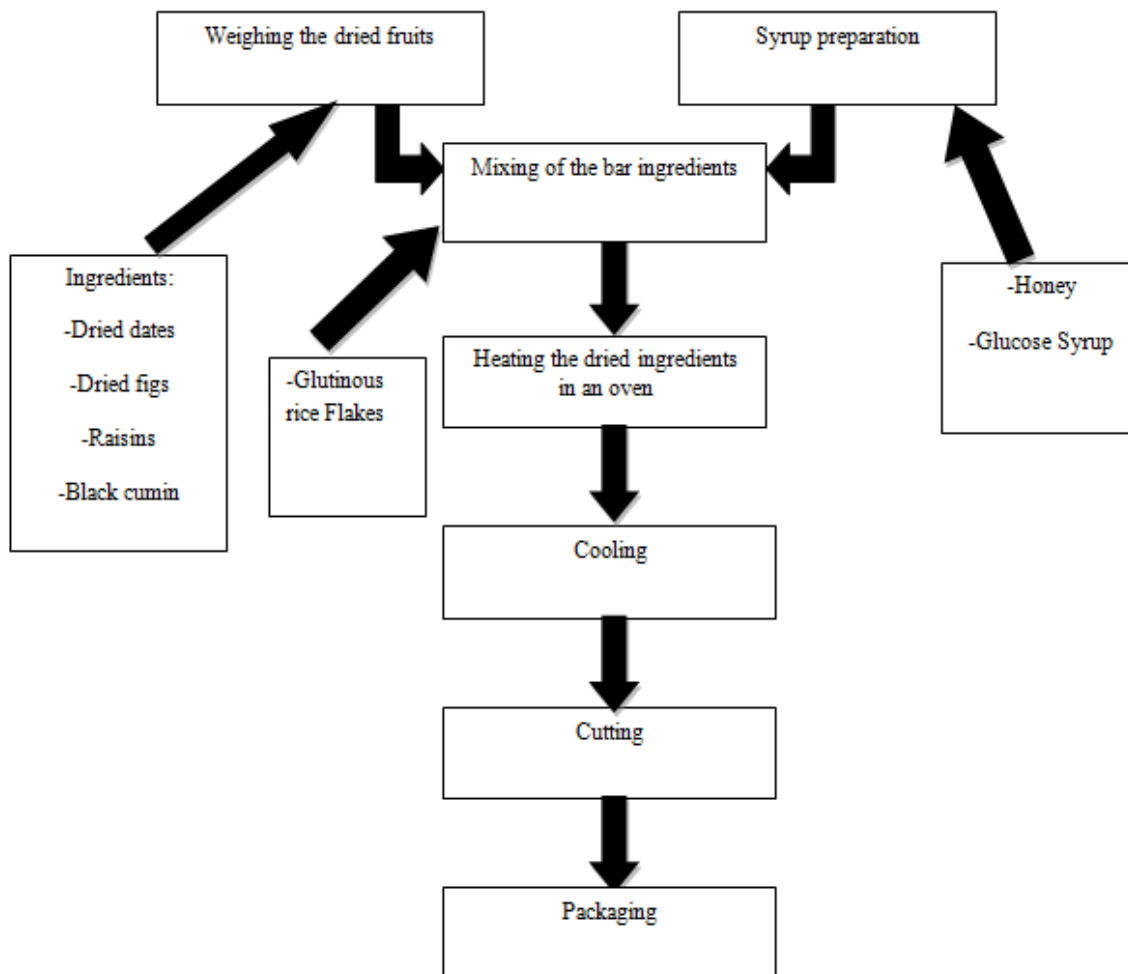 Weighing the dried fruits
Syrup preparation
Mixing of the bar ingredients
Ingredients:
-Dried dates
-Dried figs
-Raisins
-Black cumin
-Glutinous
rice Flakes
-Honey
-Glucose Syrup
Heating the dried ingredients
in an oven
Cooling
Cutting
Packaging